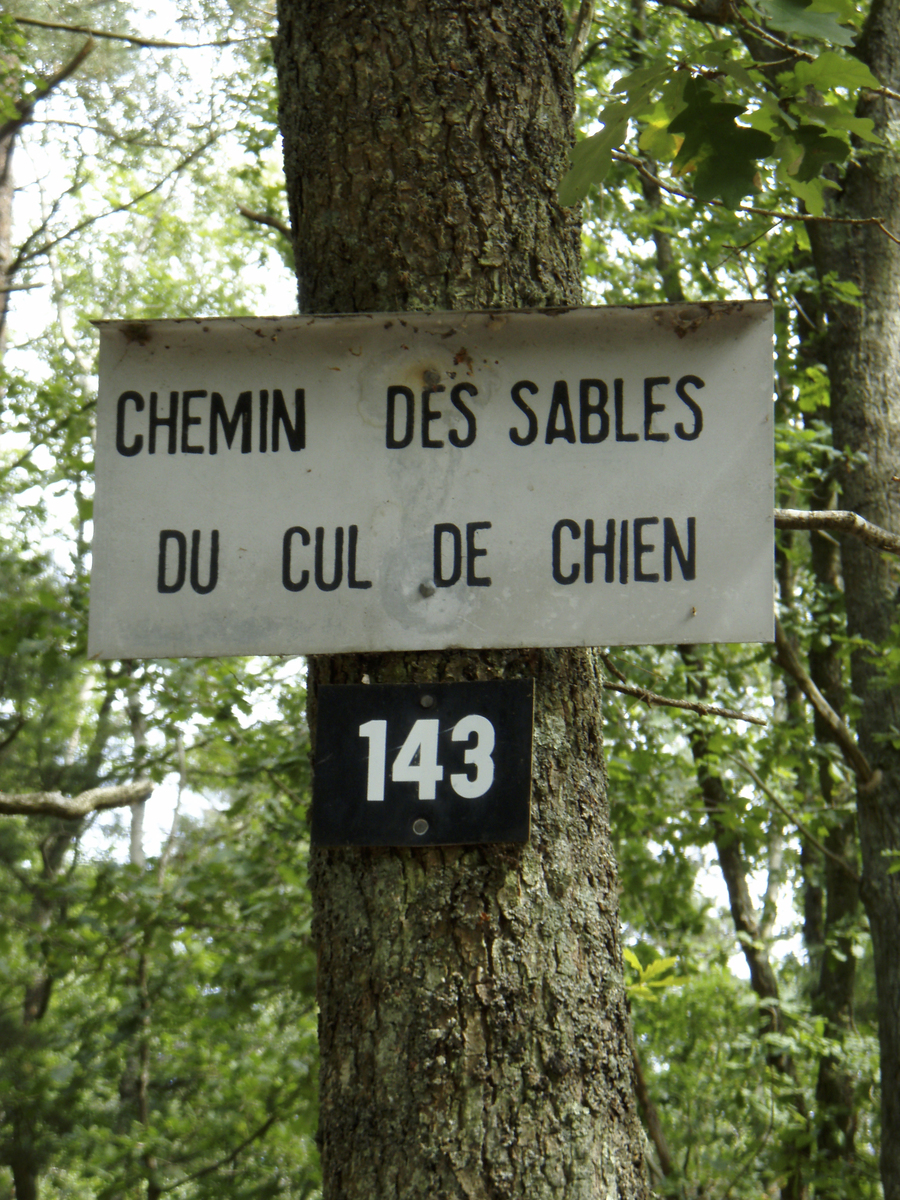 CHEMIN DES SABLES
DU CUL DE CHIEN
143